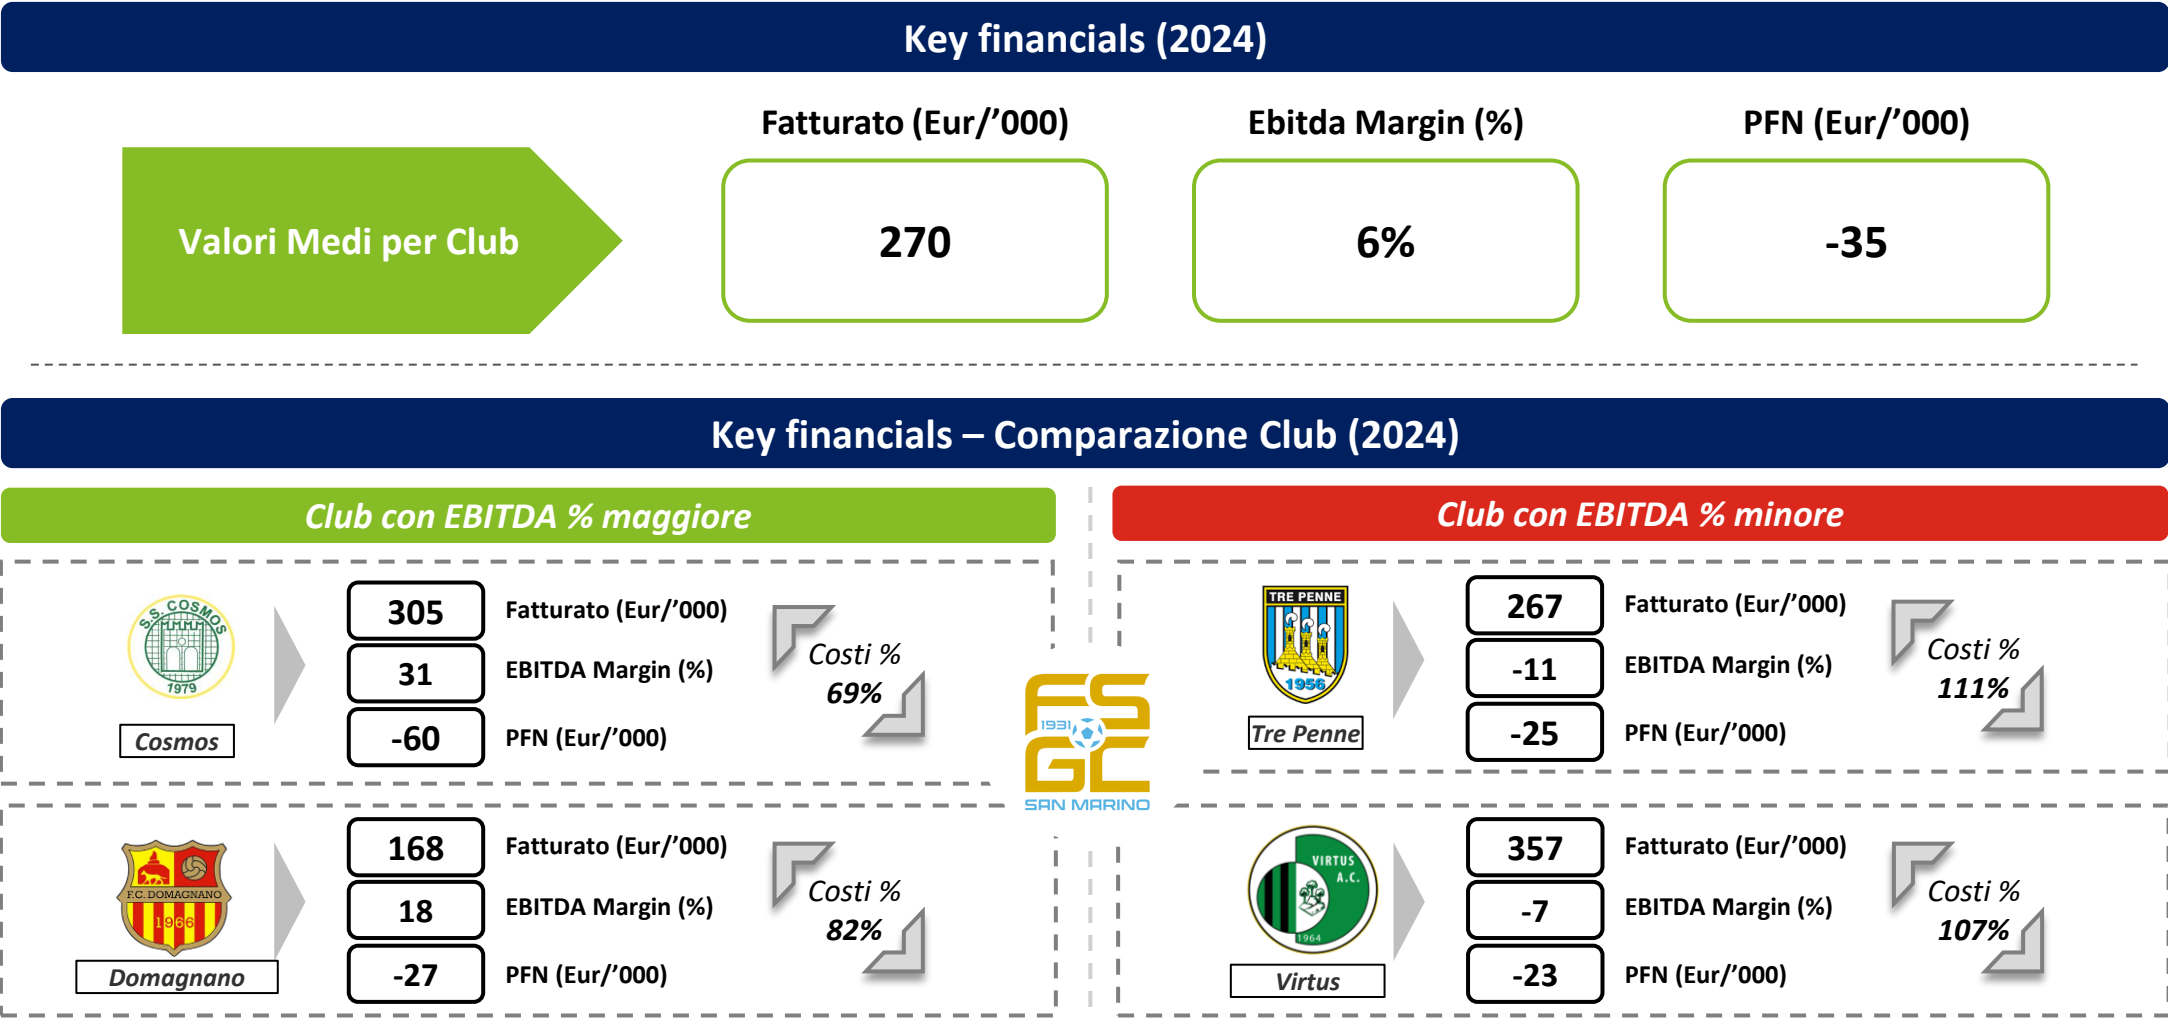 Key financials (2024)
Fatturato (Eur/’000)
Ebitda Margin (%)
PFN (Eur/’000)
Valori Medi per Club
270
6%
-35
Key financials – Comparazione Club (2024)
Club con EBITDA % maggiore
S.S. COSMOS
1979
Cosmos
305
Fatturato (Eur/’000)
31
EBITDA Margin (%)
-60
PFN (Eur/’000)
Costi %
69%
F.C. DOMAGNANO
1966
Domagnano
168
Fatturato (Eur/’000)
18
EBITDA Margin (%)
-27
PFN (Eur/’000)
Costi %
82%
FS
1931
GC
SAN MARINO
Club con EBITDA % minore
TRE PENNE
1956
Tre Penne
267
Fatturato (Eur/’000)
-11
EBITDA Margin (%)
-25
PFN (Eur/’000)
Costi %
111%
VIRTUS
A.C.
1964
Virtus
357
Fatturato (Eur/’000)
-7
EBITDA Margin (%)
-23
PFN (Eur/’000)
Costi %
107%